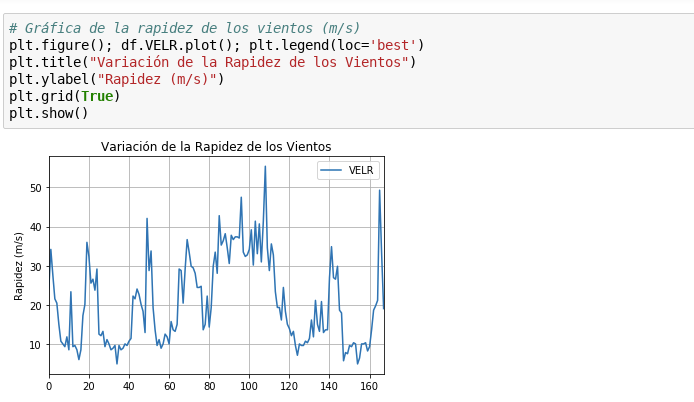 # Gráfica de la rapidez de los vientos (m/s)
plt.figure(); df.VELR.plot(); plt.legend(loc='best')
plt.title("Variación de la Rapidez de los Vientos")
plt.ylabel("Rapidez (m/s)")
plt.grid(True)
plt.show()
Variación de la Rapidez de los Vientos
VELR
50
40
30
20
10
Rapidez (m/s)
0 20 40 60 80 100 120 140 160